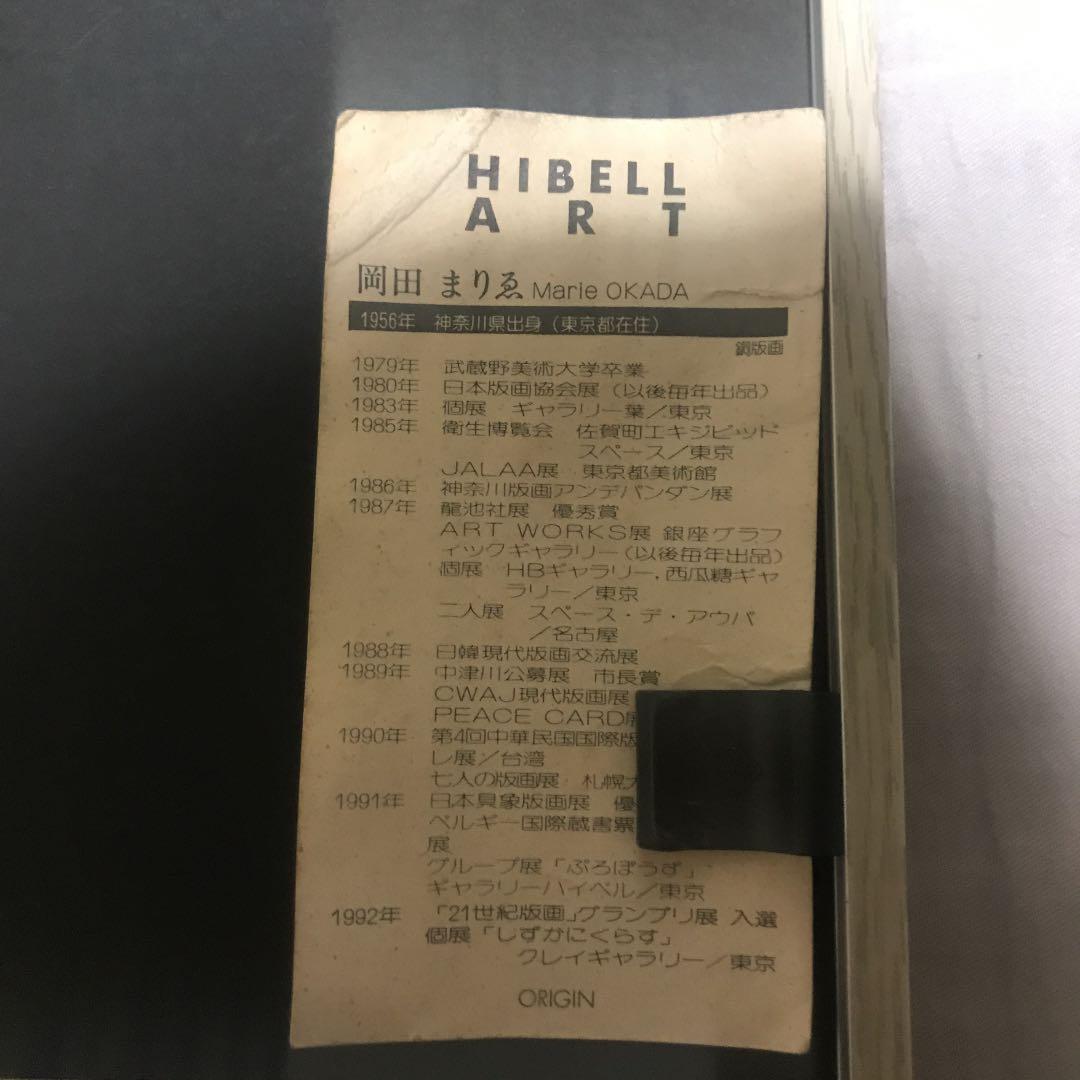 HIBELL
ART
岡田 まりゑ Marie OKADA
1956年 神奈川県出身（東京都在住）
銅版画
1979年 武蔵野美術大学卒業
1980年 日本版画協会展（以後毎年出品）
1983年 個展 ギャラリー葉／東京
1985年 衛生博覧会 佐賀町エキジビッド
スペース／東京
JALAA展 東京都美術館
1986年 神奈川版画アンデパンダン展
1987年 龍池社展 優秀賞
ART WORKS展 銀座グラフ
ィックギャラリー（以後毎年出品）
個展 HBギャラリー，西瓜糖ギャ
ラリー／東京
二人展 スペース・デ・アウパ
／名古屋
1988年 日韓現代版画交流展
1989年 中津川公募展 市長賞
CWAJ現代版画展
PEACE CARD展
1990年 第4回中華民国国際版
レ展／台湾
七人の版画展 札幌大
1991年 日本具象版画展 優
ベルギー国際蔵書票
展
グループ展「ぷろぽうず」
ギャラリーハイベル／東京
1992年 「21世紀版画」グランプリ展 入選
個展「しずかにくらす」
クレイギャラリー／東京
ORIGIN